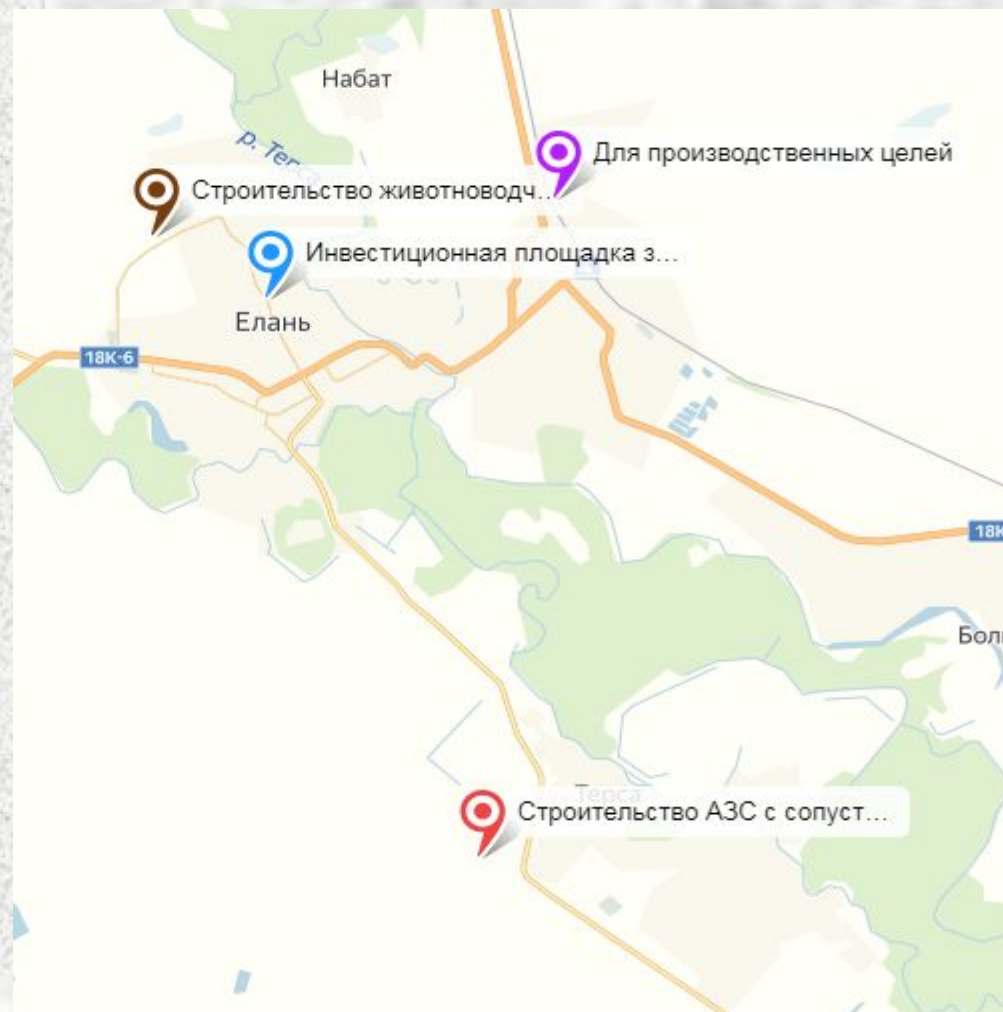 Набат
р. Терса
Для производственных целей
Строительство животноводч...
Инвестиционная площадка з...
Елань
18К-6
18К
Бол
Терса
Строительство АЗС с сопуст...